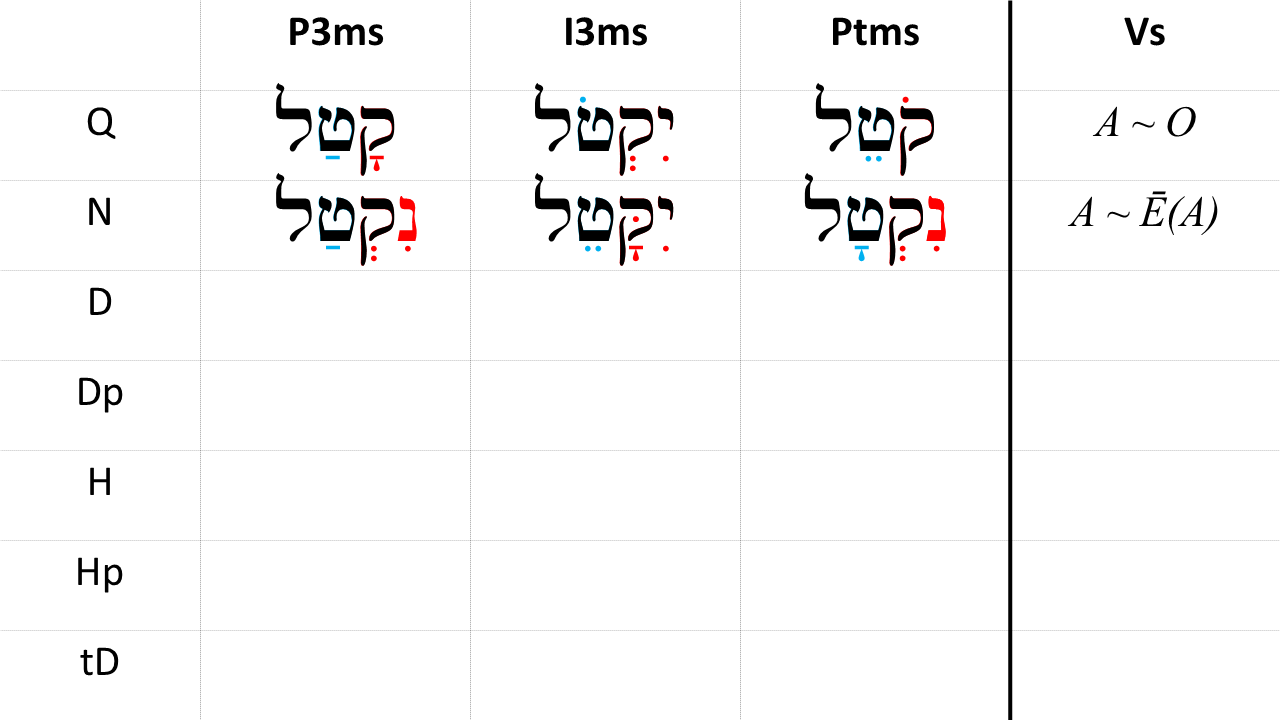 P3ms I3ms Ptms Vs
Q קָטַל יִקְטֹל קֹטֵל A ~ O
N נִקְטַל יִקָּטֵל נִקְטָל A ~ Ē(A)
D
Dp
H
Hp
tD